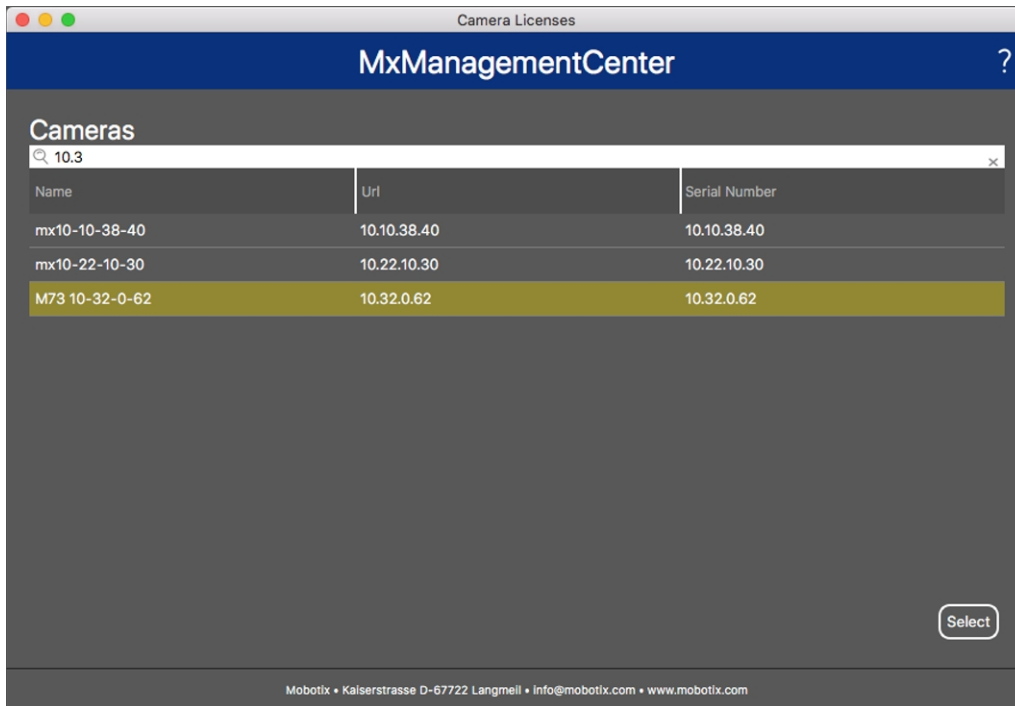 Camera Licenses
MxManagementCenter ?
Cameras
10.3 ×
Name Url Serial Number
mx10-10-38-40 10.10.38.40 10.10.38.40
mx10-22-10-30 10.22.10.30 10.22.10.30
M73 10-32-0-62 10.32.0.62 10.32.0.62
Select
Mobotix • Kaiserstrasse D-67722 Langmeil • info@mobotix.com • www.mobotix.com